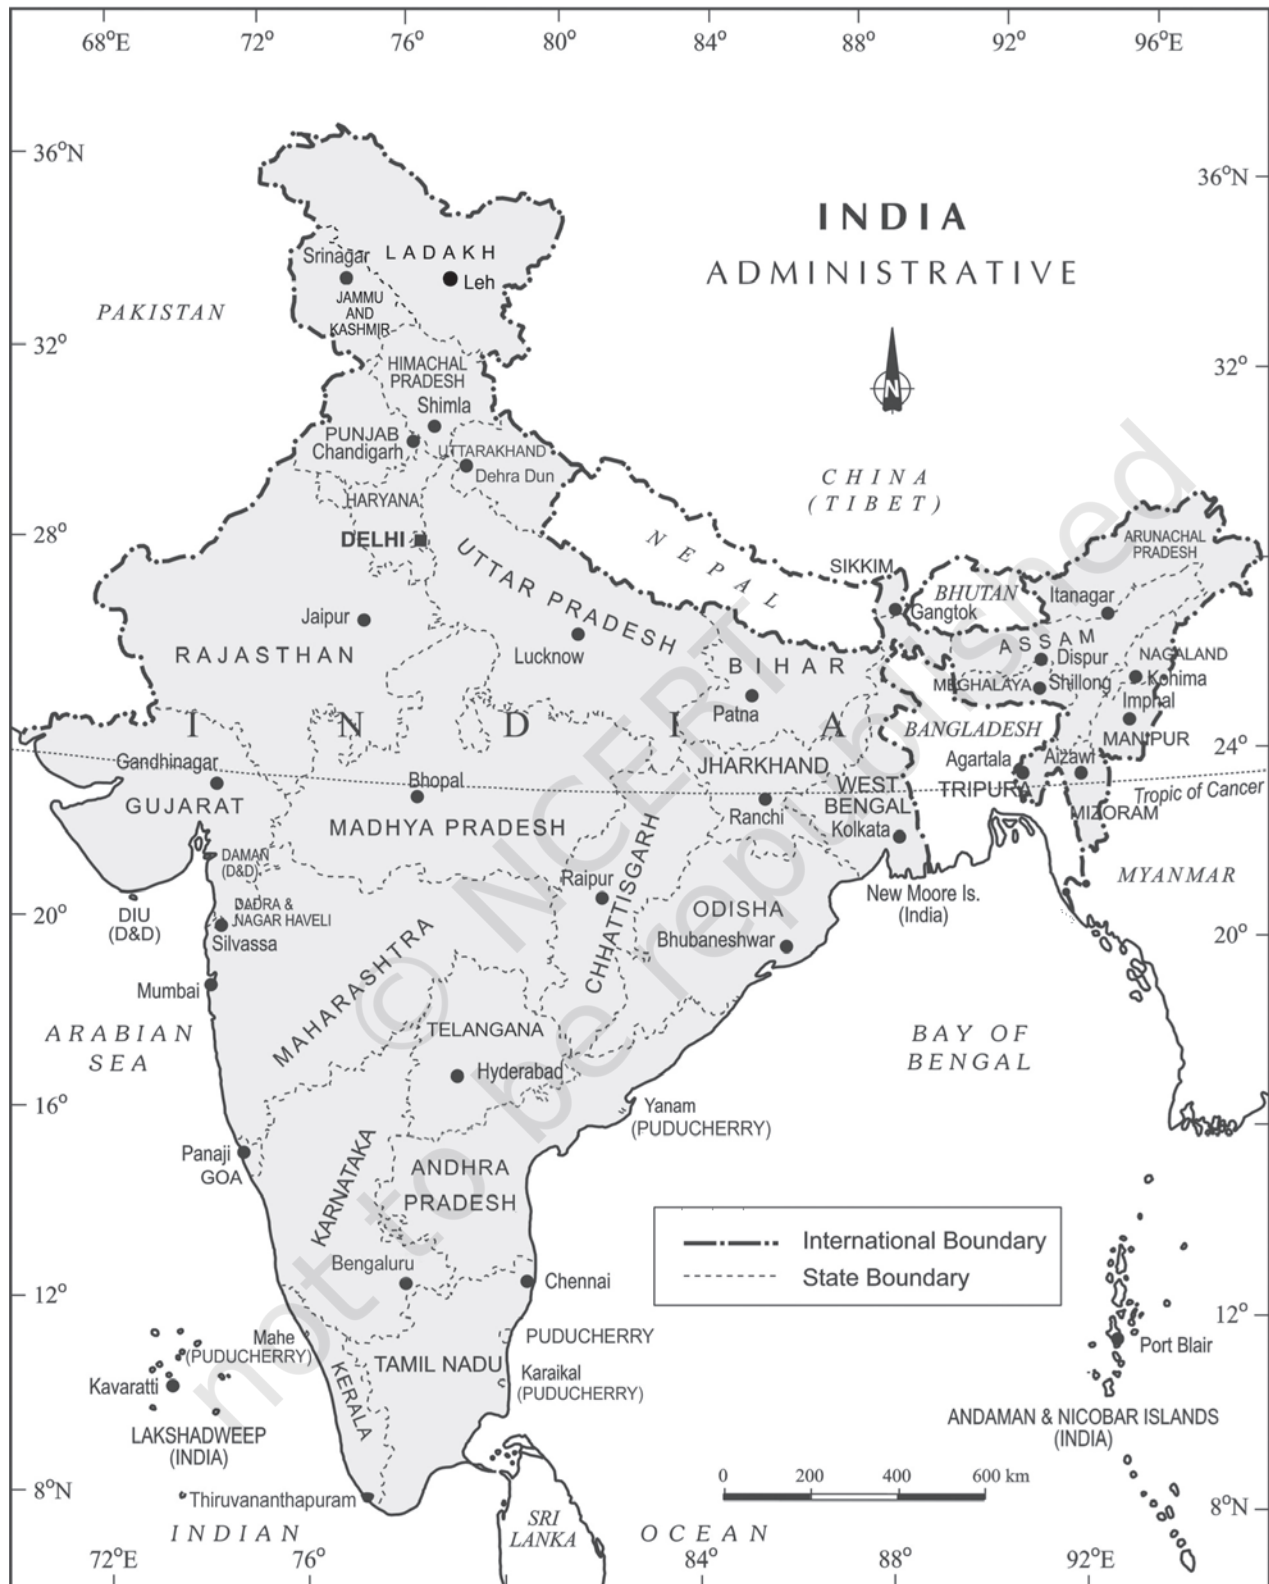 68°E 72° 76° 80° 84° 88° 92° 96°E
36°N
36°N
INDIA
ADMINISTRATIVE
LADAKH
Srinagar
Leh
JAMMU
AND
KASHMIR
PAKISTAN
32°
32°
HIMACHAL
PRADESH
Shimla
N
PUNJAB
Chandigarh
UTTARAKHAND
Dehra Dun
CHINA
(TIBET)
HARYANA
28°
DELHI
NEPAL
ARUNACHAL
PRADESH
UTTAR PRADESH
SIKKIM
BHUTAN
Itanagar
Gangtok
Jaipur
RAJASTHAN
Lucknow
BIHAR
ASSAM
Dispur
NAGALAND
MEGHALAYA
Shillong
Kohima
Patna
Imphal
INDIA
BANGLADESH
MANIPUR
24°
Gandhinagar
Bhopal
JHARKHAND
Agartala
Aizawl
GUJARAT
WEST
BENGAL
TRIPURA
Tropic of Cancer
MADHYA PRADESH
Ranchi
Kolkata
MIZORAM
DAMAN
(D&D)
CHHATTISGARH
Raipur
MYANMAR
New Moore Is.
(India)
DIU
(D&D)
DADRA &
NAGAR HAVELI
Silvassa
20°
20°
ODISHA
Bhubaneshwar
MAHARASHTRA
Mumbai
ARABIAN
SEA
TELANGANA
Hyderabad
BAY OF
BENGAL
16°
Yanam
(PUDUCHERRY)
Panaji
GOA
KARNATAKA
ANDHRA
PRADESH
International Boundary
State Boundary
Bengaluru
Chennai
12°
12°
Mahe
(PUDUCHERRY)
PUDUCHERRY
Port Blair
TAMIL NADU
KERALA
Karaikal
(PUDUCHERRY)
Kavaratti
LAKSHADWEEP
(INDIA)
ANDAMAN & NICOBAR ISLANDS
(INDIA)
0 200 400 600 km
8°N
8°N
Thiruvananthapuram
SRI
LANKA
INDIAN OCEAN
72°E 76° 84° 88° 92°E
© NCERT
not to be republished